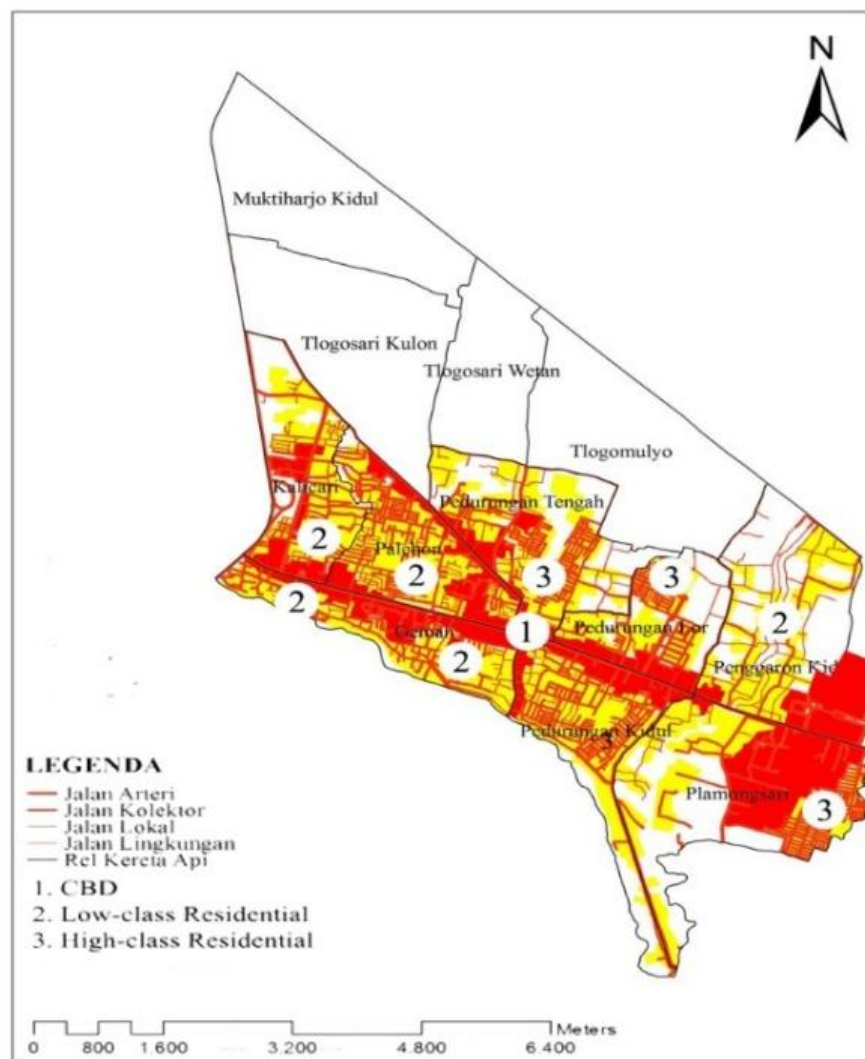 N
Muktiharjo Kidul
Tlogosari Kulon
Tlogosari Wetan
Tlogomulyo
Kalicari
Pedurungan Tengah
2
Palebon
2
3
3
2
2
Gemah
1
Pedurungan Lor
2
Penggaron Kid
Pedurungan Kidul
3
Plamongsari
3
LEGENDA
Jalan Arteri
Jalan Kolektor
Jalan Lokal
Jalan Lingkungan
Rel Kereta Api
1. CBD
2. Low-class Residential
3. High-class Residential
Meters
0 800 1.600 3.200 4.800 6.400